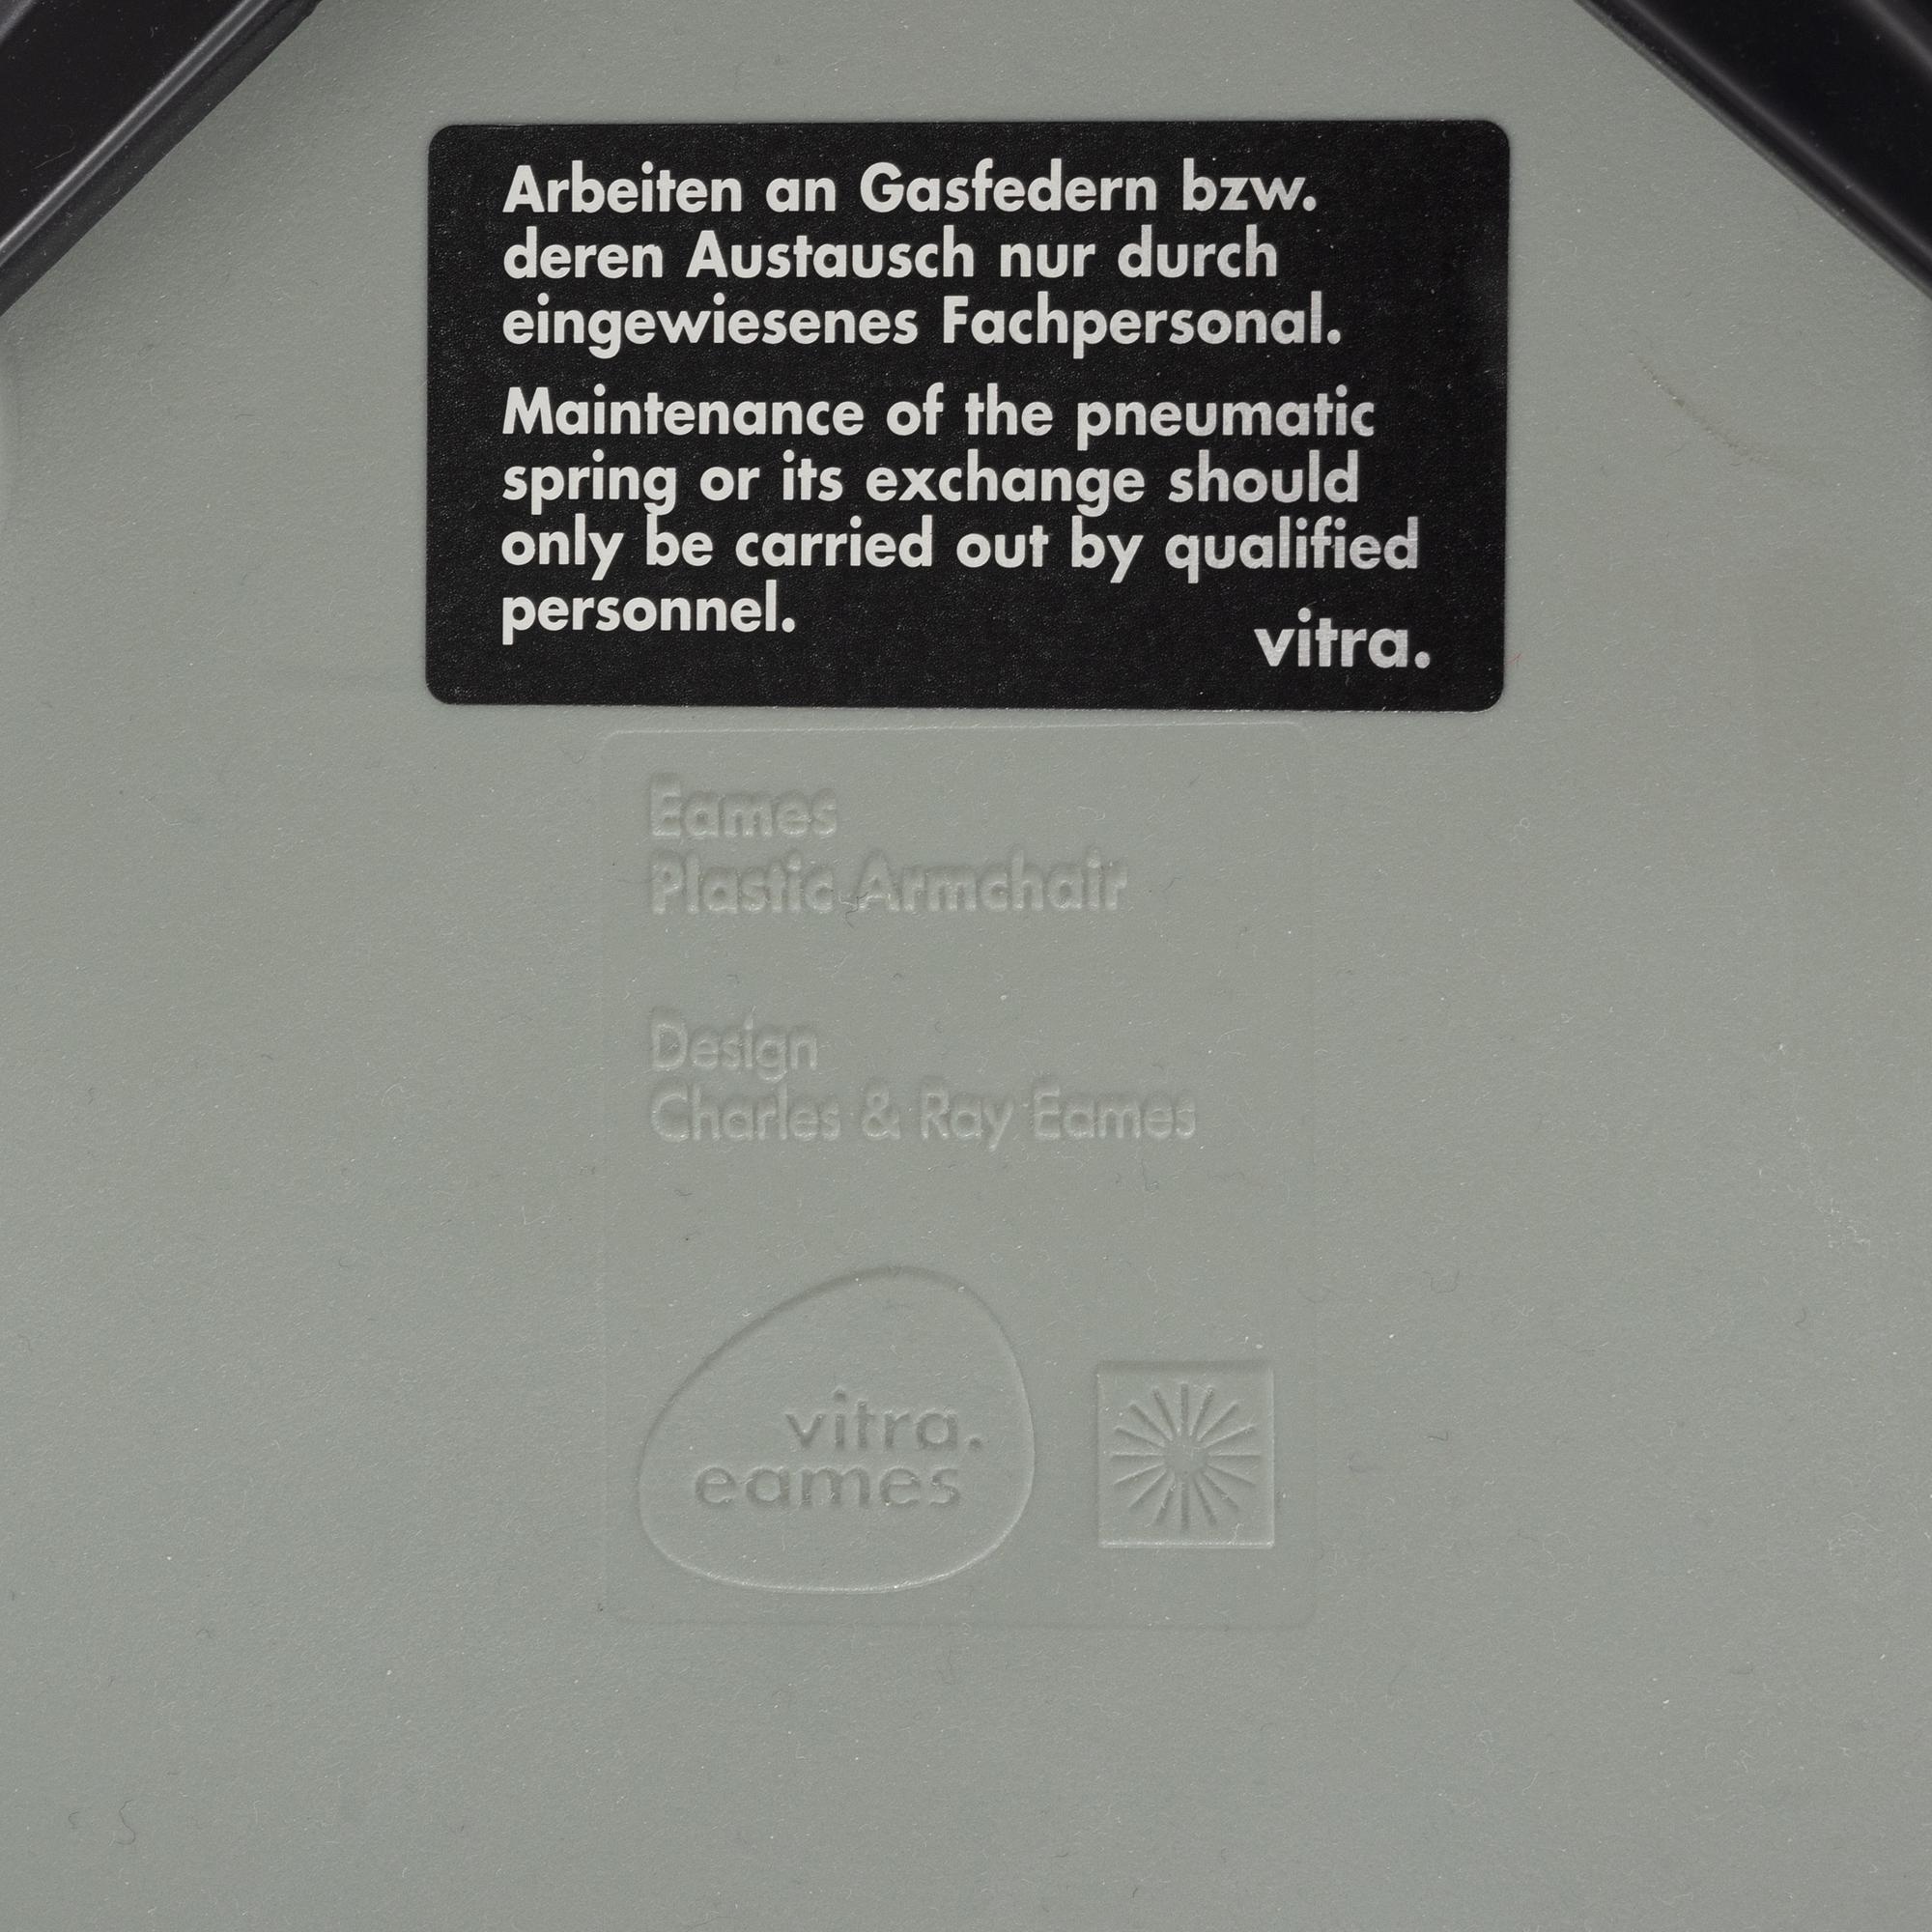 Arbeiten an Gasfedern bzw.
deren Austausch nur durch
eingewiesenes Fachpersonal.
Maintenance of the pneumatic
spring or its exchange should
only be carried out by qualified
personnel.
vitra.
Eames
Plastic Armchair
Design
Charles & Ray Eames
vitra.
eames